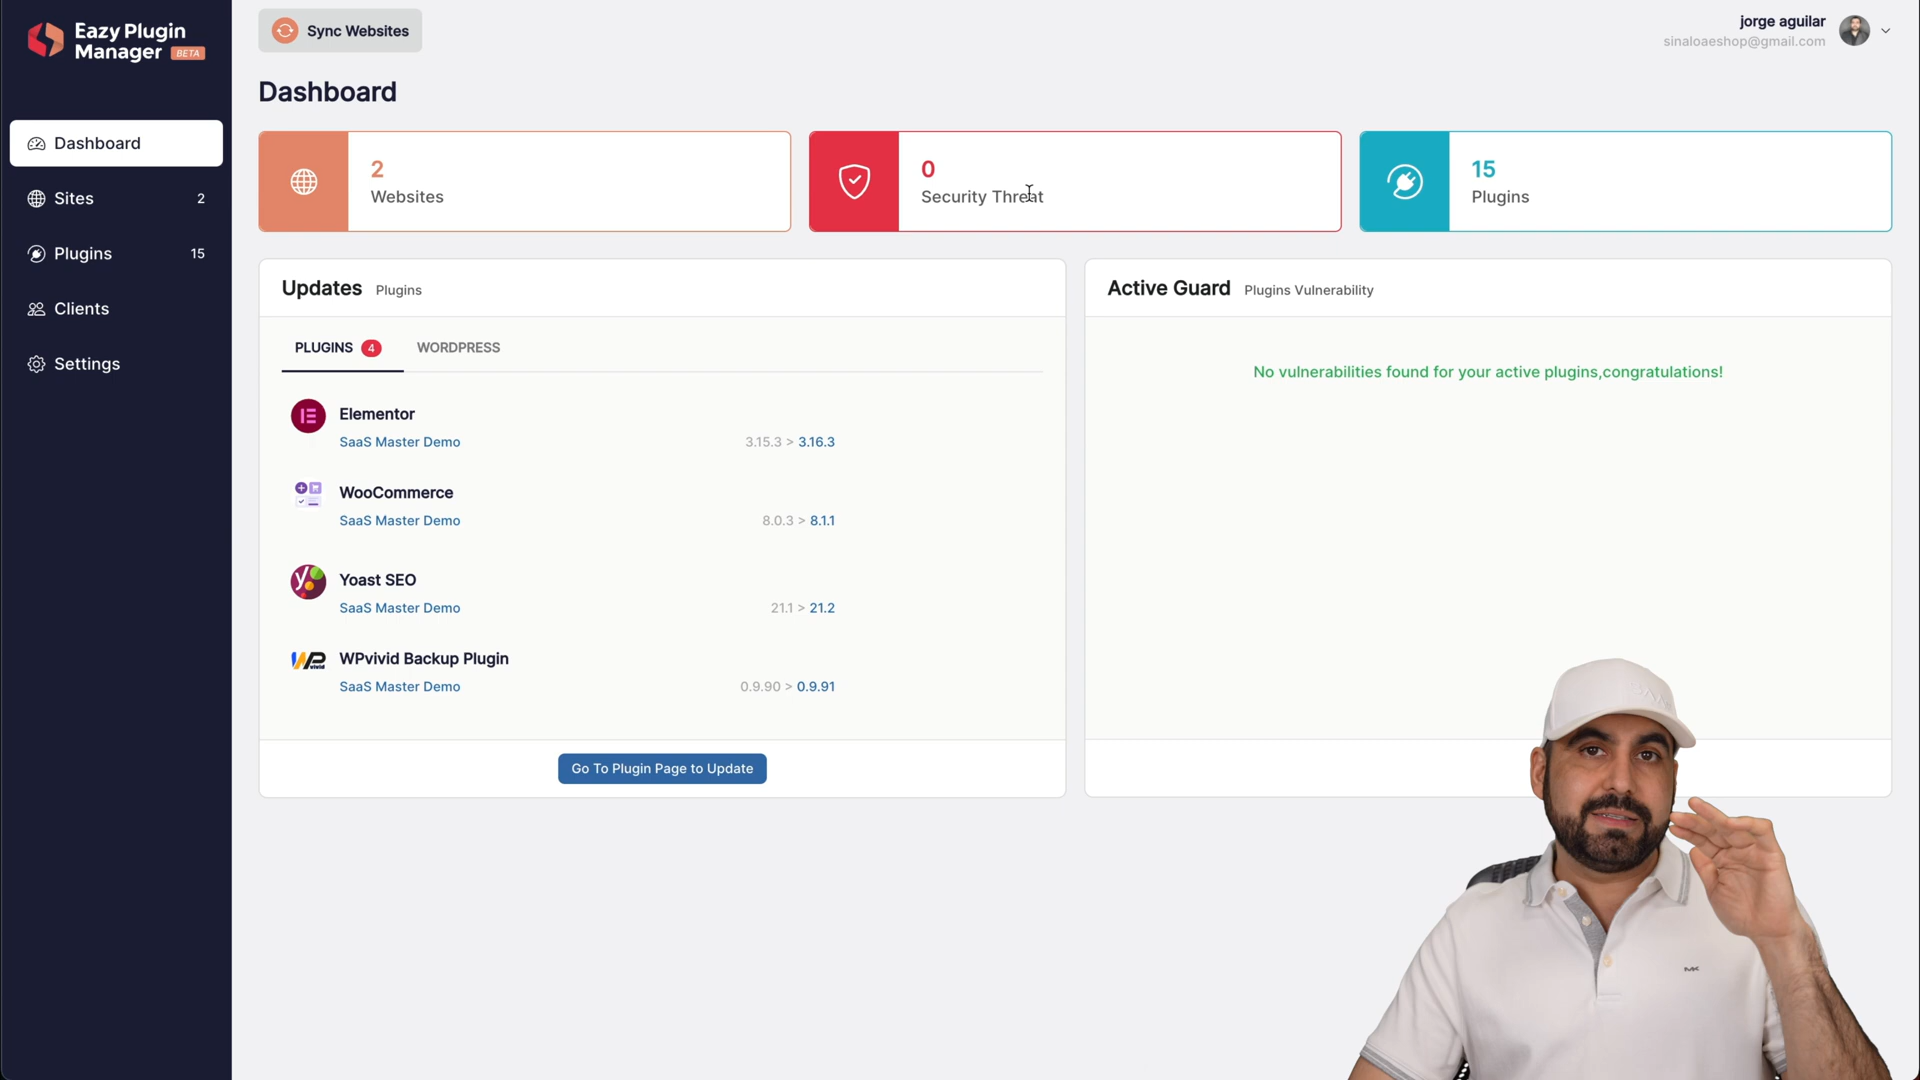 Eazy Plugin
Manager BETA
Sync Websites
jorge aguilar
sinaloaeshop@gmail.com
Dashboard
Sites 2
Plugins 15
Clients
Settings
Dashboard
2
Websites
0
Security Threat
15
Plugins
Updates Plugins
PLUGINS 4 WORDPRESS
Elementor
SaaS Master Demo 3.15.3 > 3.16.3
WooCommerce
SaaS Master Demo 8.0.3 > 8.1.1
Yoast SEO
SaaS Master Demo 21.1 > 21.2
WPvivid Backup Plugin
SaaS Master Demo 0.9.90 > 0.9.91
Go To Plugin Page to Update
Active Guard Plugins Vulnerability
No vulnerabilities found for your active plugins,congratulations!
MK